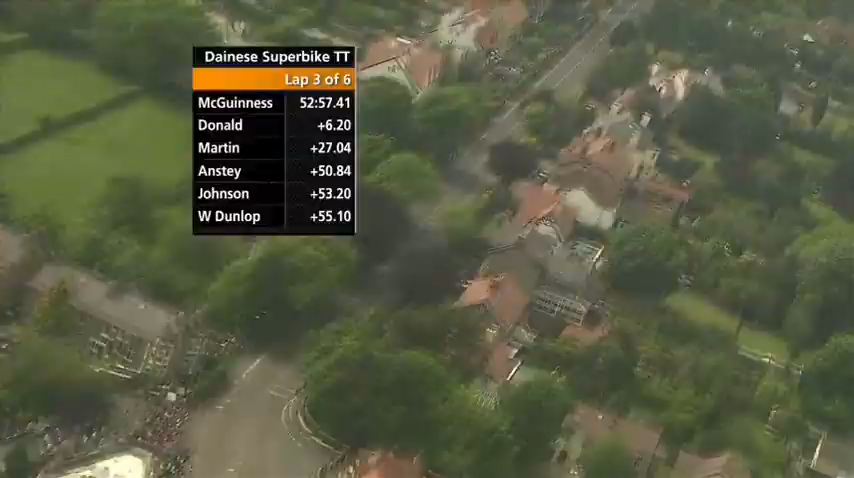 Dainese Superbike TT
Lap 3 of 6
McGuinness 52:57.41
Donald +6.20
Martin +27.04
Anstey +50.84
Johnson +53.20
W Dunlop +55.10